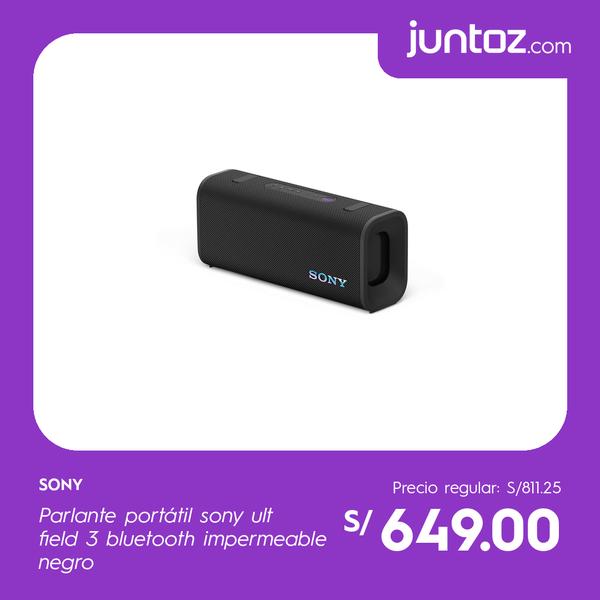 juntoz.com
SONY
SONY
Parlante portátil sony ult
field 3 bluetooth impermeable
negro
Precio regular: S/811.25
S/ 649.00